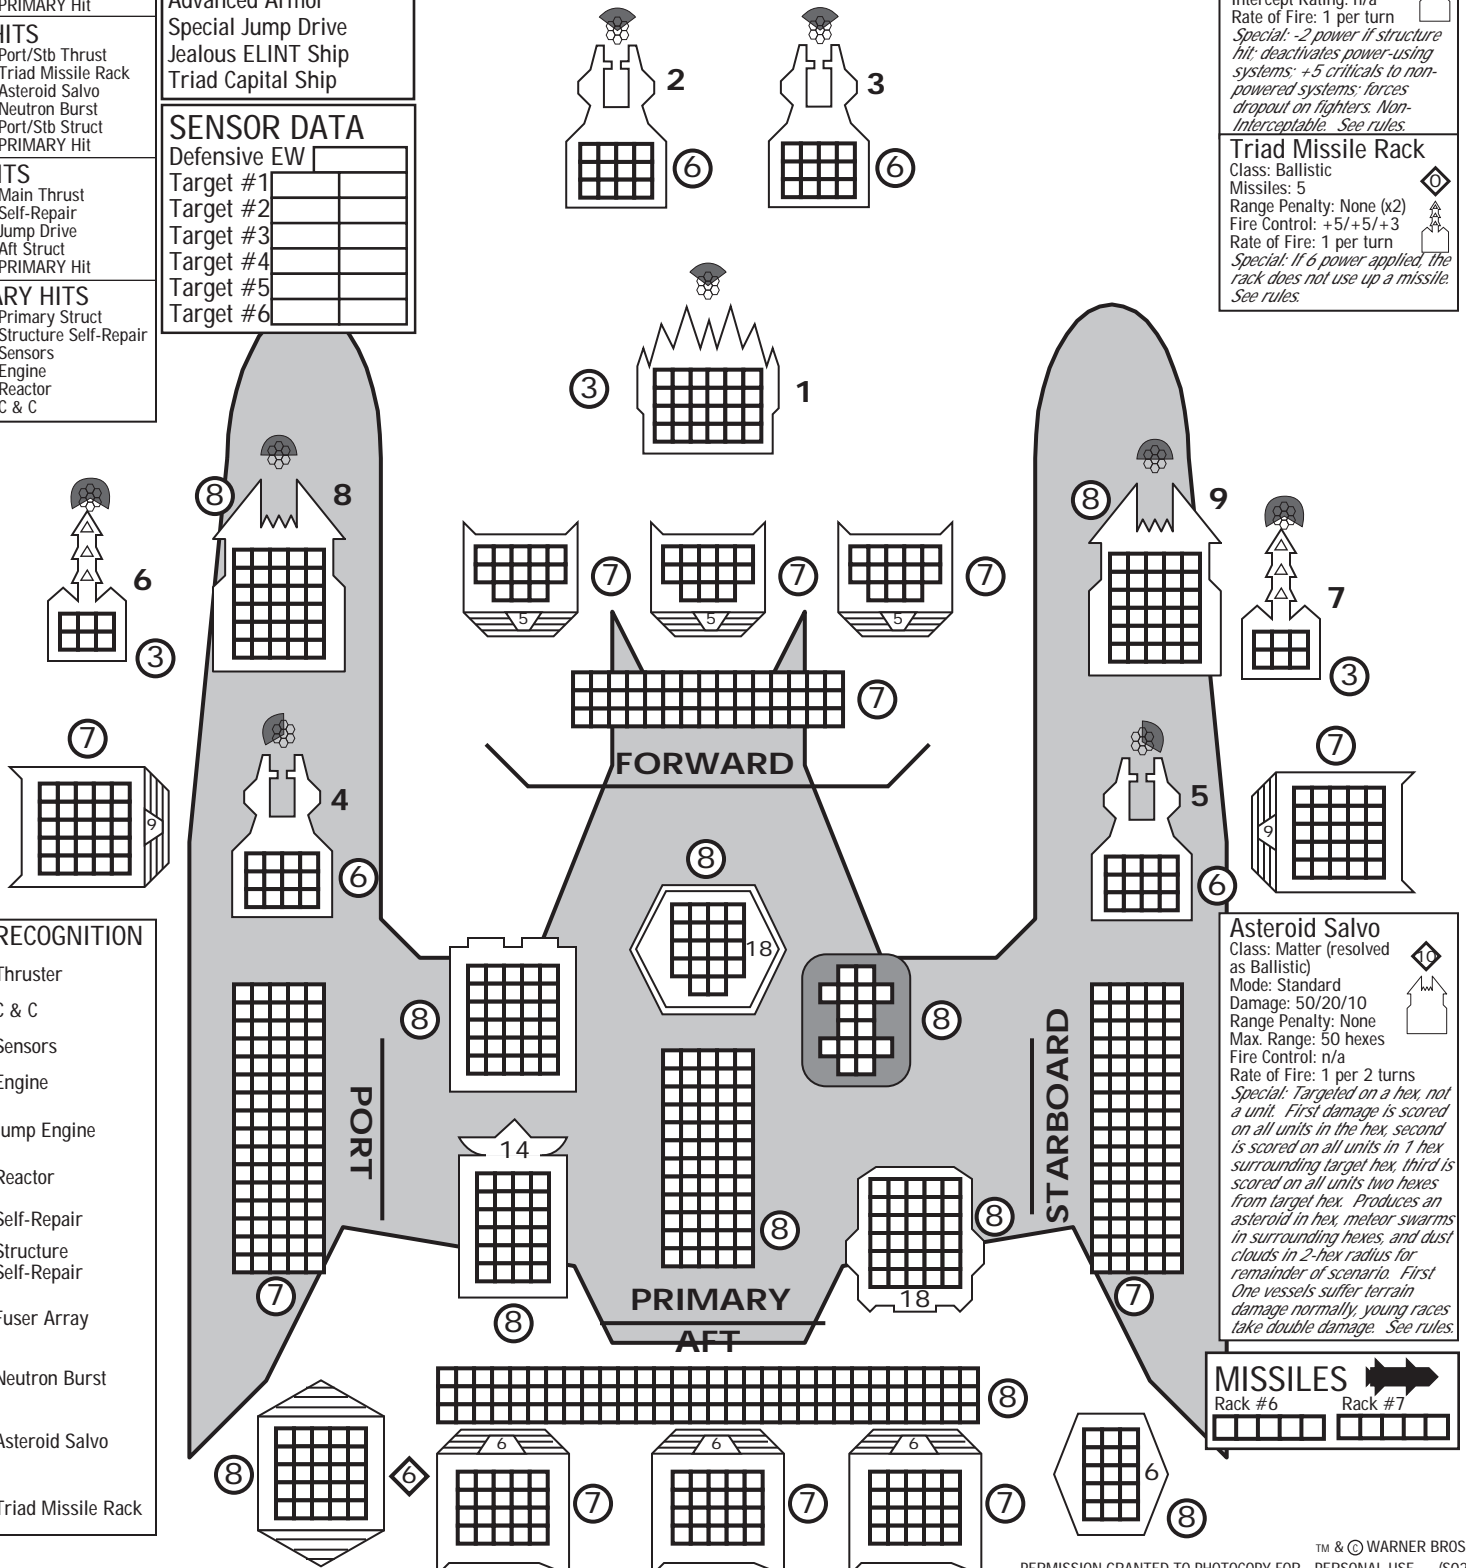 PRIMARY Hit
HITS
Port/Stb Thrust
Triad Missile Rack
Asteroid Salvo
Neutron Burst
Port/Stb Struct
PRIMARY Hit
HITS
Main Thrust
Self-Repair
Jump Drive
Aft Struct
PRIMARY Hit
ARY HITS
Primary Struct
Structure Self-Repair
Sensors
Engine
Reactor
C & C
Advanced Armor
Special Jump Drive
Jealous ELINT Ship
Triad Capital Ship
SENSOR DATA
Defensive EW
Target #1
Target #2
Target #3
Target #4
Target #5
Target #6
2
6
3
6
Intercept Rating: n/a
Rate of Fire: 1 per turn
Special: -2 power if structure
hit; deactivates power-using
systems; +5 criticals to non-
powered systems; forces
dropout on fighters. Non-
Interceptable. See rules.
Triad Missile Rack
Class: Ballistic
Missiles: 5
0
Range Penalty: None (x2)
Fire Control: +5/+5/+3
Rate of Fire: 1 per turn
Special: If 6 power applied, the
rack does not use up a missile.
See rules.
3
1
8
8
8
9
6
3
7
3
7
5
7
5
7
5
7
FORWARD
7
9
4
6
5
6
7
9
8
18
8
8
PORT
STARBOARD
14
8
8
18
8
7
7
PRIMARY
AFT
8
8
6
6
7
6
7
6
7
6
8
RECOGNITION
Thruster
C & C
Sensors
Engine
Jump Engine
Reactor
Self-Repair
Structure
Self-Repair
Fuser Array
Neutron Burst
Asteroid Salvo
Triad Missile Rack
Asteroid Salvo
Class: Matter (resolved
as Ballistic)
10
Mode: Standard
Damage: 50/20/10
Range Penalty: None
Max. Range: 50 hexes
Fire Control: n/a
Rate of Fire: 1 per 2 turns
Special: Targeted on a hex, not
a unit. First damage is scored
on all units in the hex, second
is scored on all units in 1 hex
surrounding target hex, third is
scored on all units two hexes
from target hex. Produces an
asteroid in hex, meteor swarms
in surrounding hexes, and dust
clouds in 2-hex radius for
remainder of scenario. First
One vessels suffer terrain
damage normally, young races
take double damage. See rules.
MISSILES
Rack #6 Rack #7
TM & © WARNER BROS
PERMISSION GRANTED TO PHOTOCOPY FOR PERSONAL USE